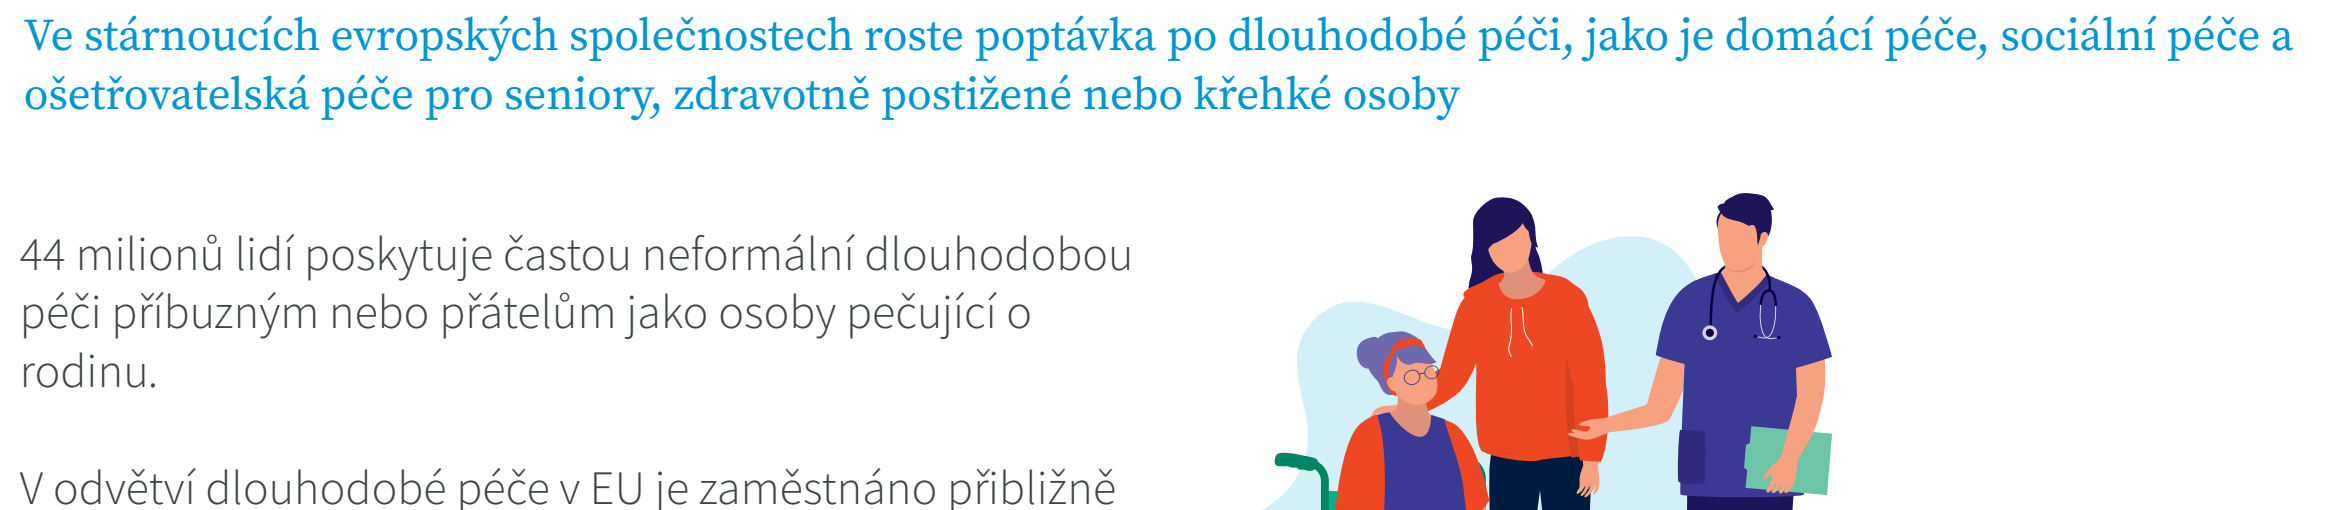 Ve stárnoucích evropských společnostech roste poptávka po dlouhodobé péči, jako je domácí péče, sociální péče a
ošetřovatelská péče pro seniory, zdravotně postižené nebo křehké osoby
44 milionů lidí poskytuje častou neformální dlouhodobou
péči příbuzným nebo přátelům jako osoby pečující o
rodinu.
V odvětví dlouhodobé péče v EU je zaměstnáno přibližně